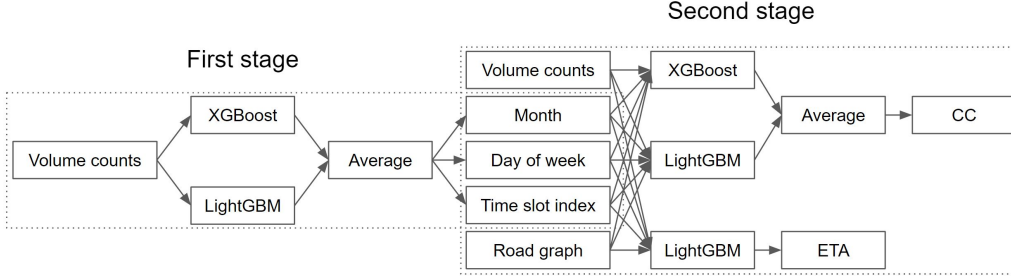 Second stage
First stage
Volume counts
XGBoost
XGBoost
Month
Average
CC
Volume counts
Average
Day of week
LightGBM
LightGBM
Time slot index
Road graph
LightGBM
ETA